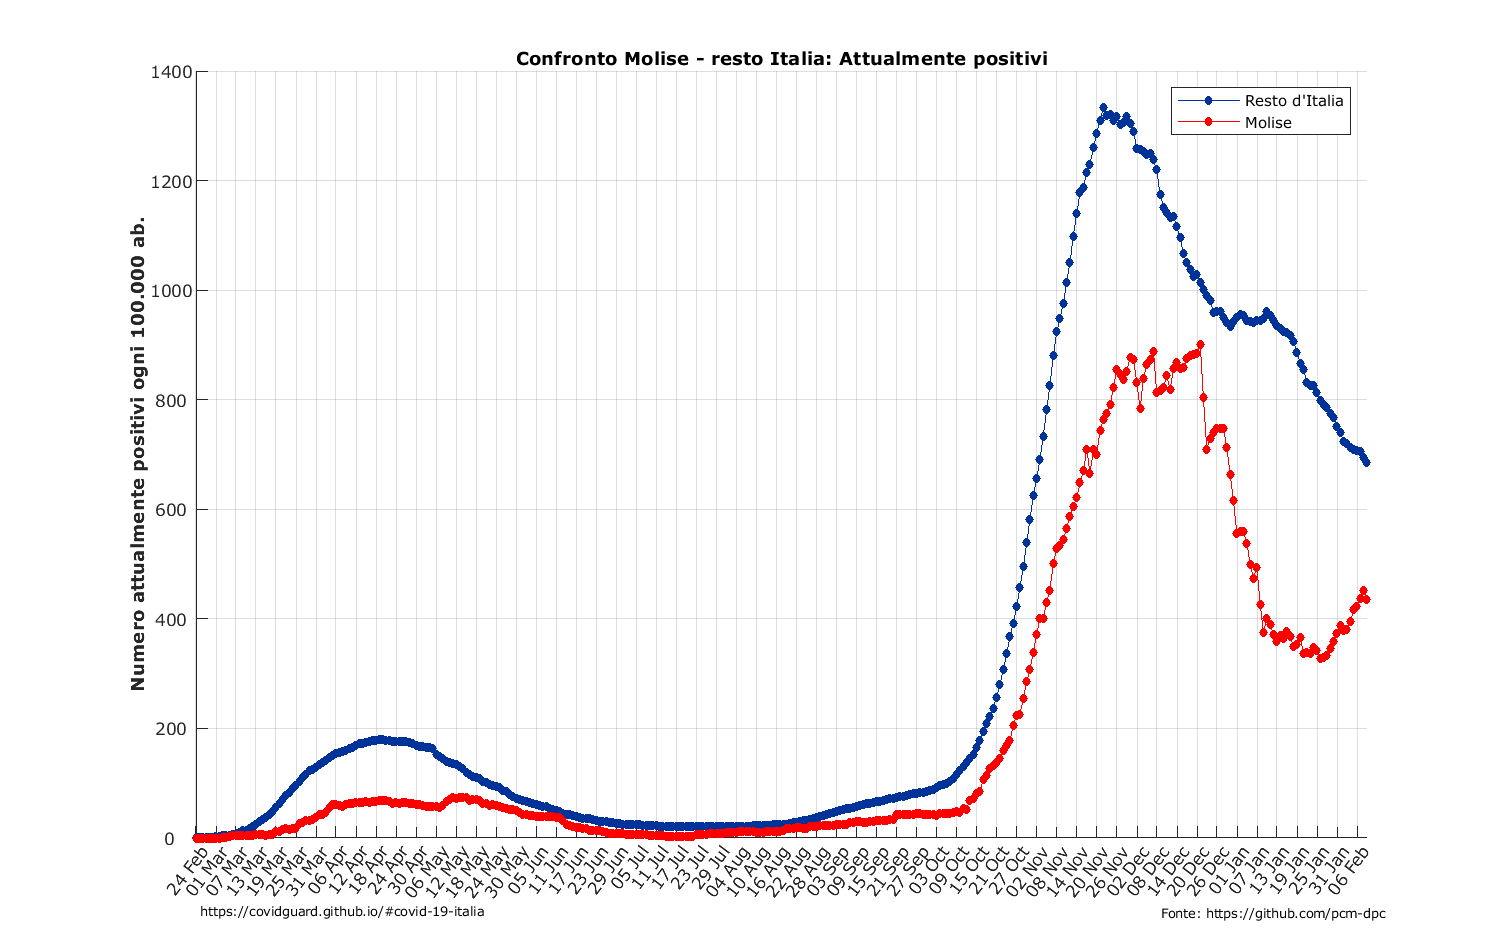 Confronto Molise - resto Italia: Attualmente positivi
Numero attualmente positivi ogni 100.000 ab.
1400
1200
1000
800
600
400
200
0
Resto d'Italia
Molise
24 Feb
01 Mar
07 Mar
13 Mar
19 Mar
25 Mar
31 Mar
06 Apr
12 Apr
18 Apr
24 Apr
30 Apr
06 May
12 May
18 May
24 May
30 May
05 Jun
11 Jun
17 Jun
23 Jun
29 Jun
05 Jul
11 Jul
17 Jul
23 Jul
29 Jul
04 Aug
10 Aug
16 Aug
22 Aug
28 Aug
03 Sep
09 Sep
15 Sep
21 Sep
27 Sep
03 Oct
09 Oct
15 Oct
21 Oct
27 Oct
02 Nov
08 Nov
14 Nov
20 Nov
26 Nov
02 Dec
08 Dec
14 Dec
20 Dec
26 Dec
01 Jan
07 Jan
13 Jan
19 Jan
25 Jan
31 Jan
06 Feb
https://covidguard.github.io/#covid-19-italia
Fonte: https://github.com/pcm-dpc